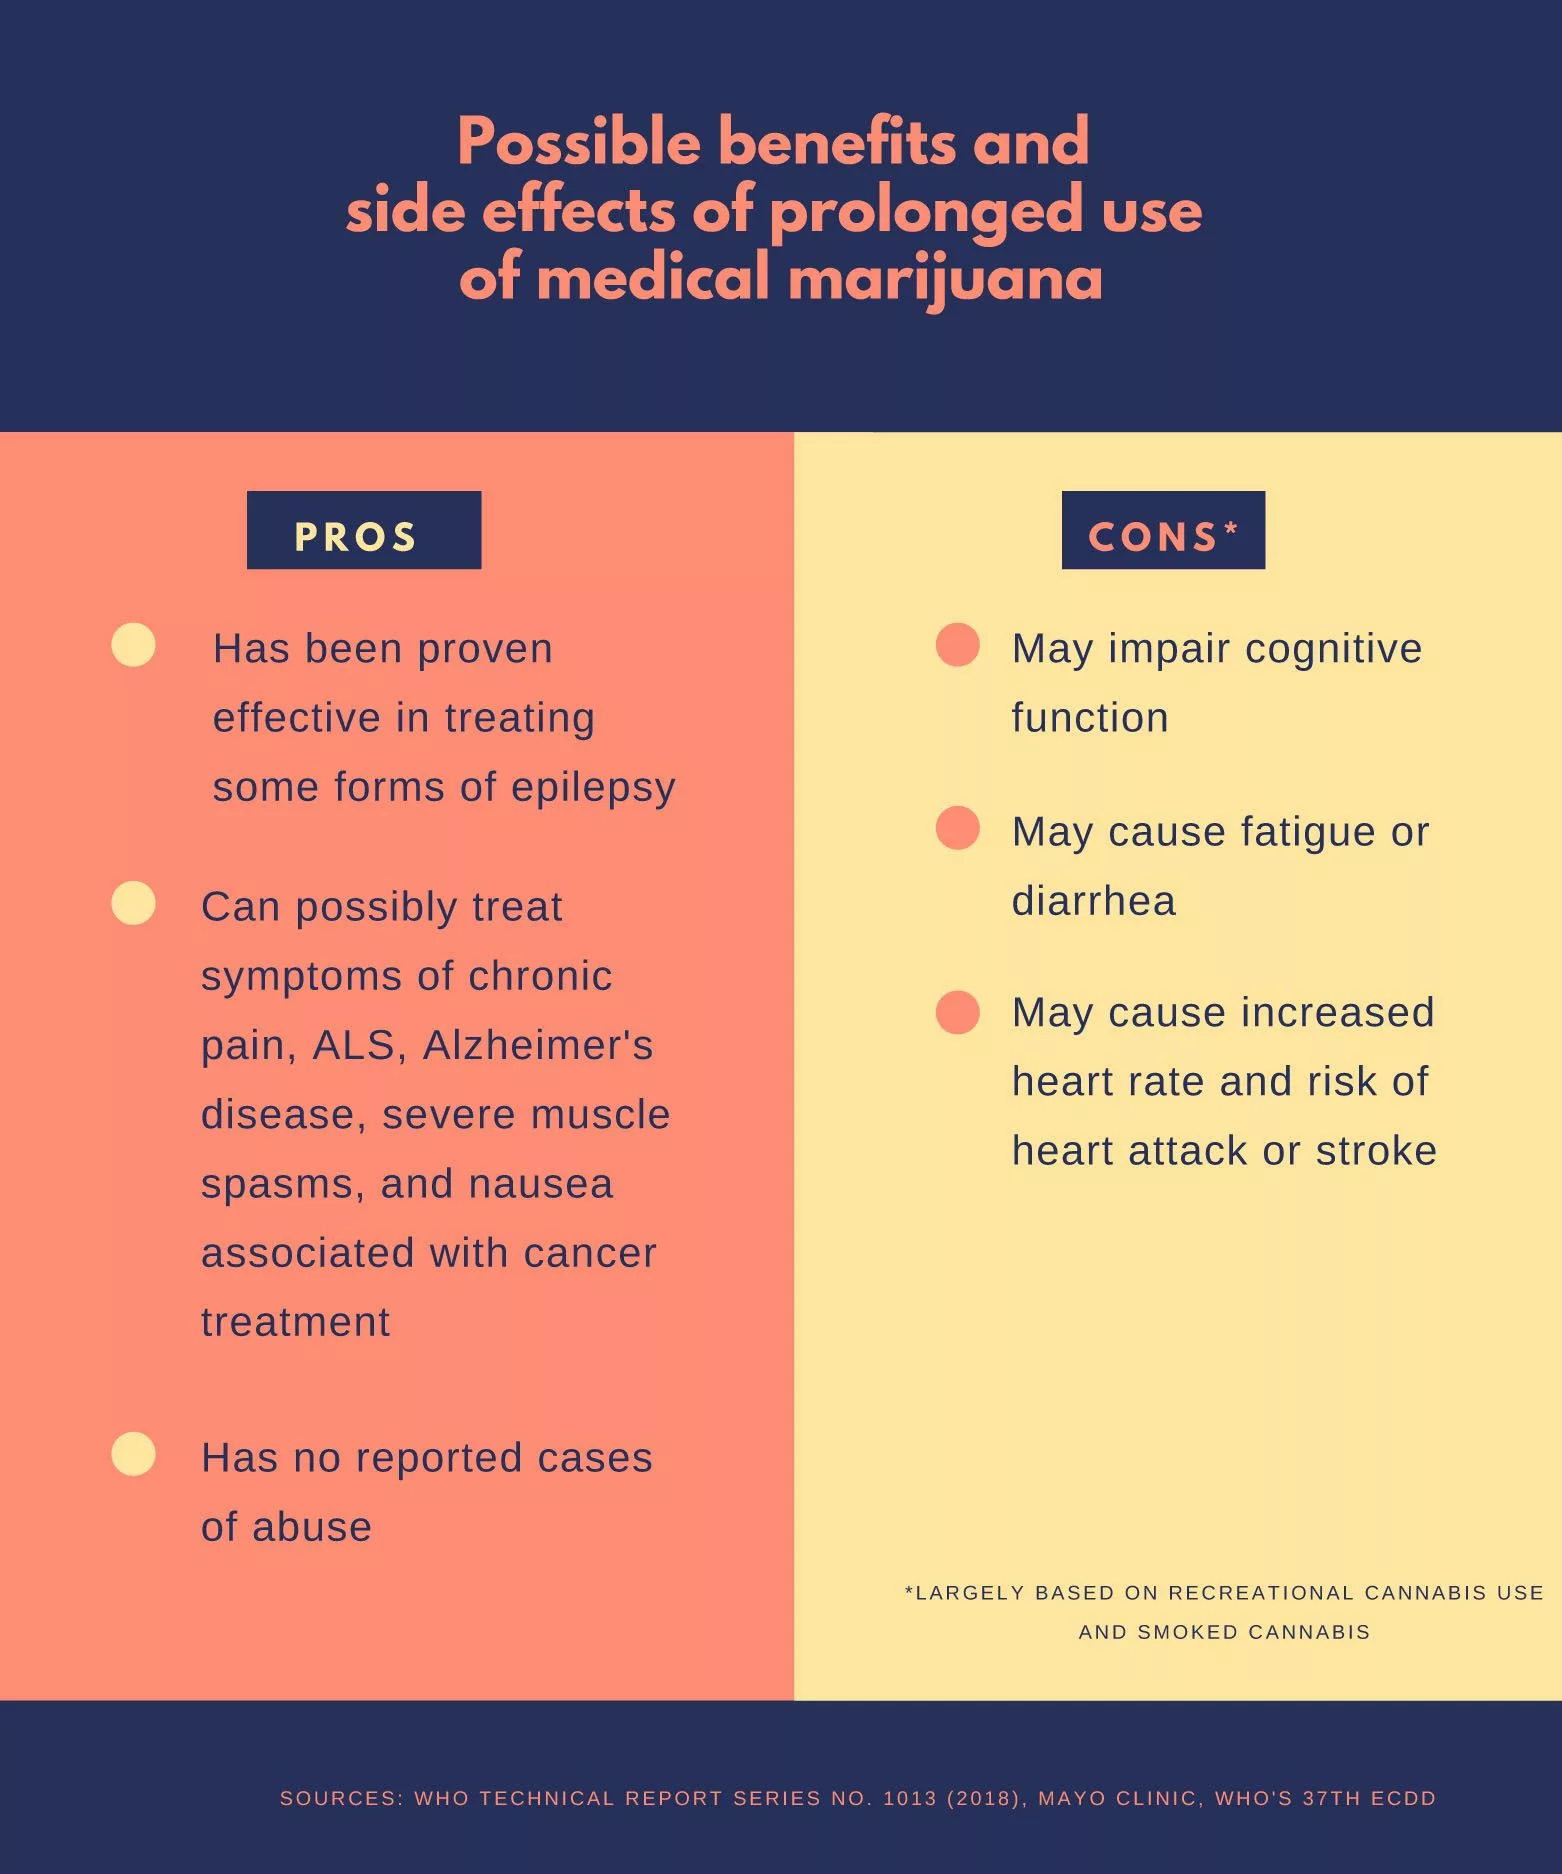 Possible benefits and
side effects of prolonged use
of medical marijuana
PROS
Has been proven
effective in treating
some forms of epilepsy
Can possibly treat
symptoms of chronic
pain, ALS, Alzheimer's
disease, severe muscle
spasms, and nausea
associated with cancer
treatment
Has no reported cases
of abuse
CONS*
May impair cognitive
function
May cause fatigue or
diarrhea
May cause increased
heart rate and risk of
heart attack or stroke
*LARGELY BASED ON RECREATIONAL CANNABIS USE
AND SMOKED CANNABIS
SOURCES: WHO TECHNICAL REPORT SERIES NO. 1013 (2018), MAYO CLINIC, WHO'S 37TH ECDD